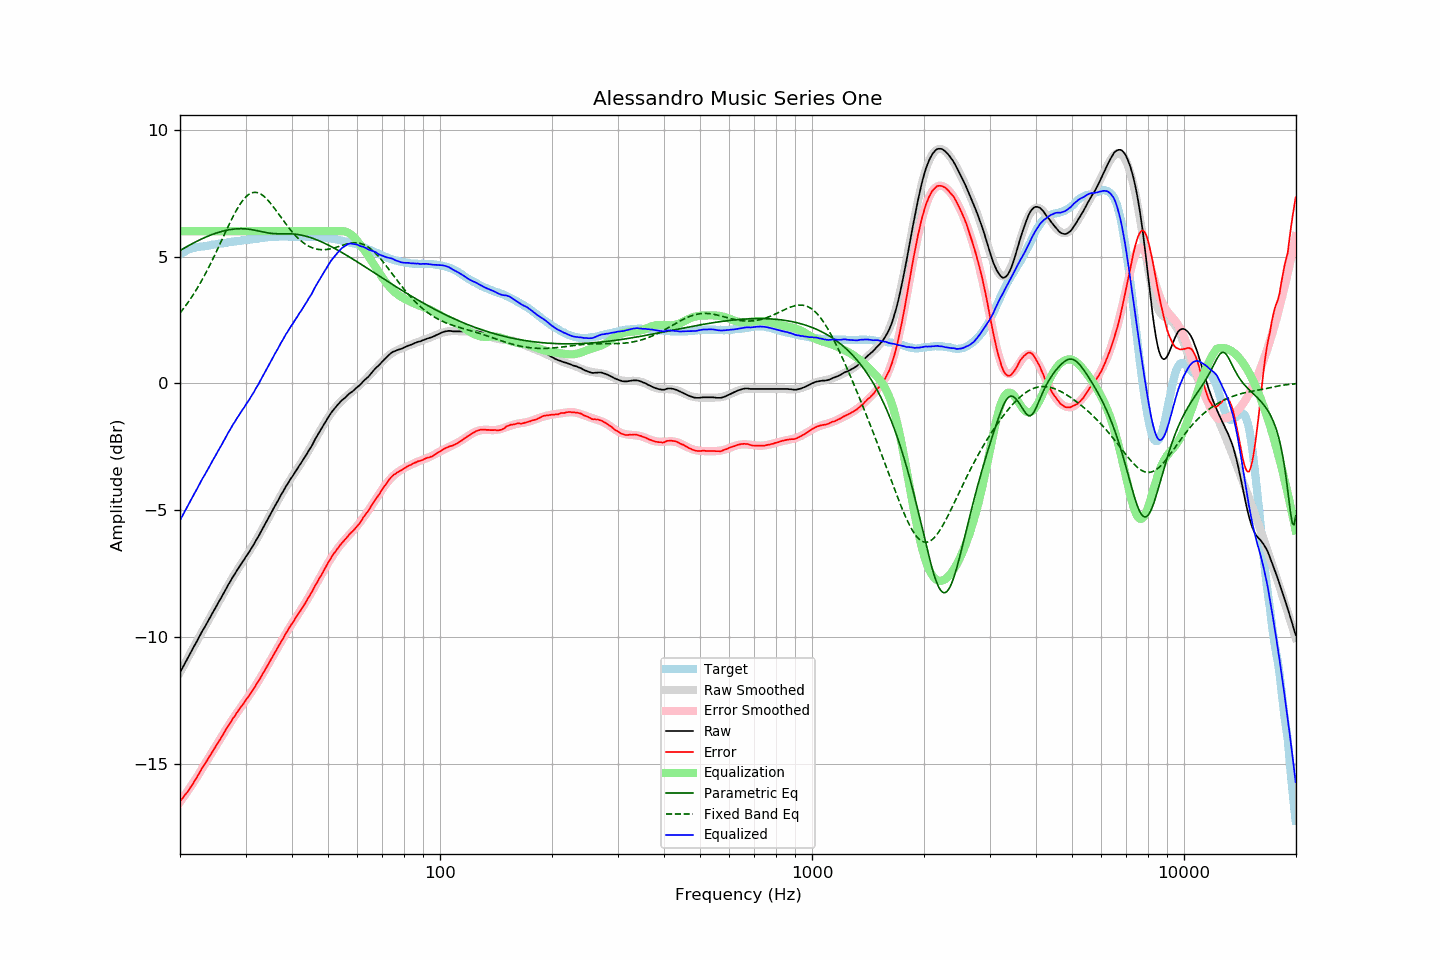 Alessandro Music Series One
Amplitude (dBr)
10
5
0
−5
−10
−15
Target
Raw Smoothed
Error Smoothed
Raw
Error
Equalization
Parametric Eq
Fixed Band Eq
Equalized
100
1000
10000
Frequency (Hz)